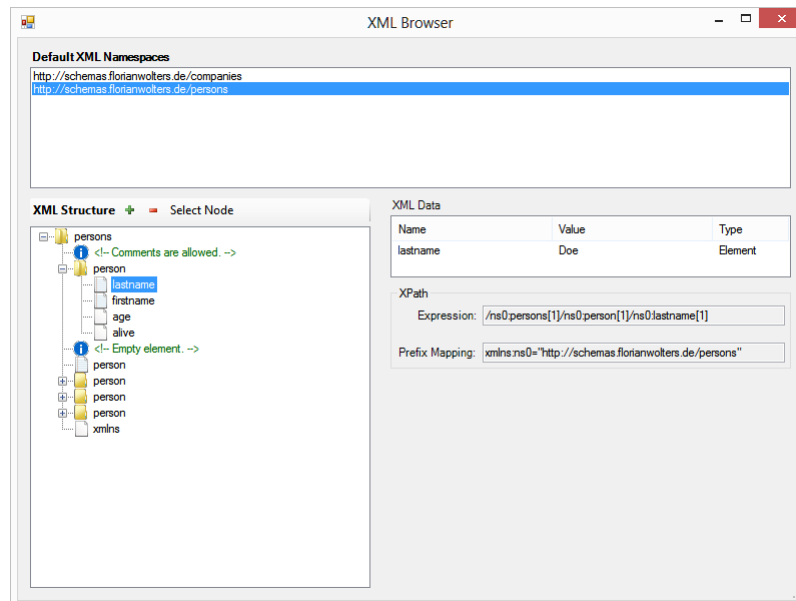 XML Browser
Default XML Namespaces
http://schemas.florianwolters.de/companies
http://schemas.florianwolters.de/persons
XML Structure Select Node
persons
<!-- Comments are allowed. -->
person
lastname
firstname
age
alive
<!-- Empty element. -->
person
person
person
person
xmlns
XML Data
Name Value Type
lastname Doe Element
XPath
Expression: /ns0:persons[1]/ns0:person[1]/ns0:lastname[1]
Prefix Mapping: xmlns:ns0="http://schemas.florianwolters.de/persons"